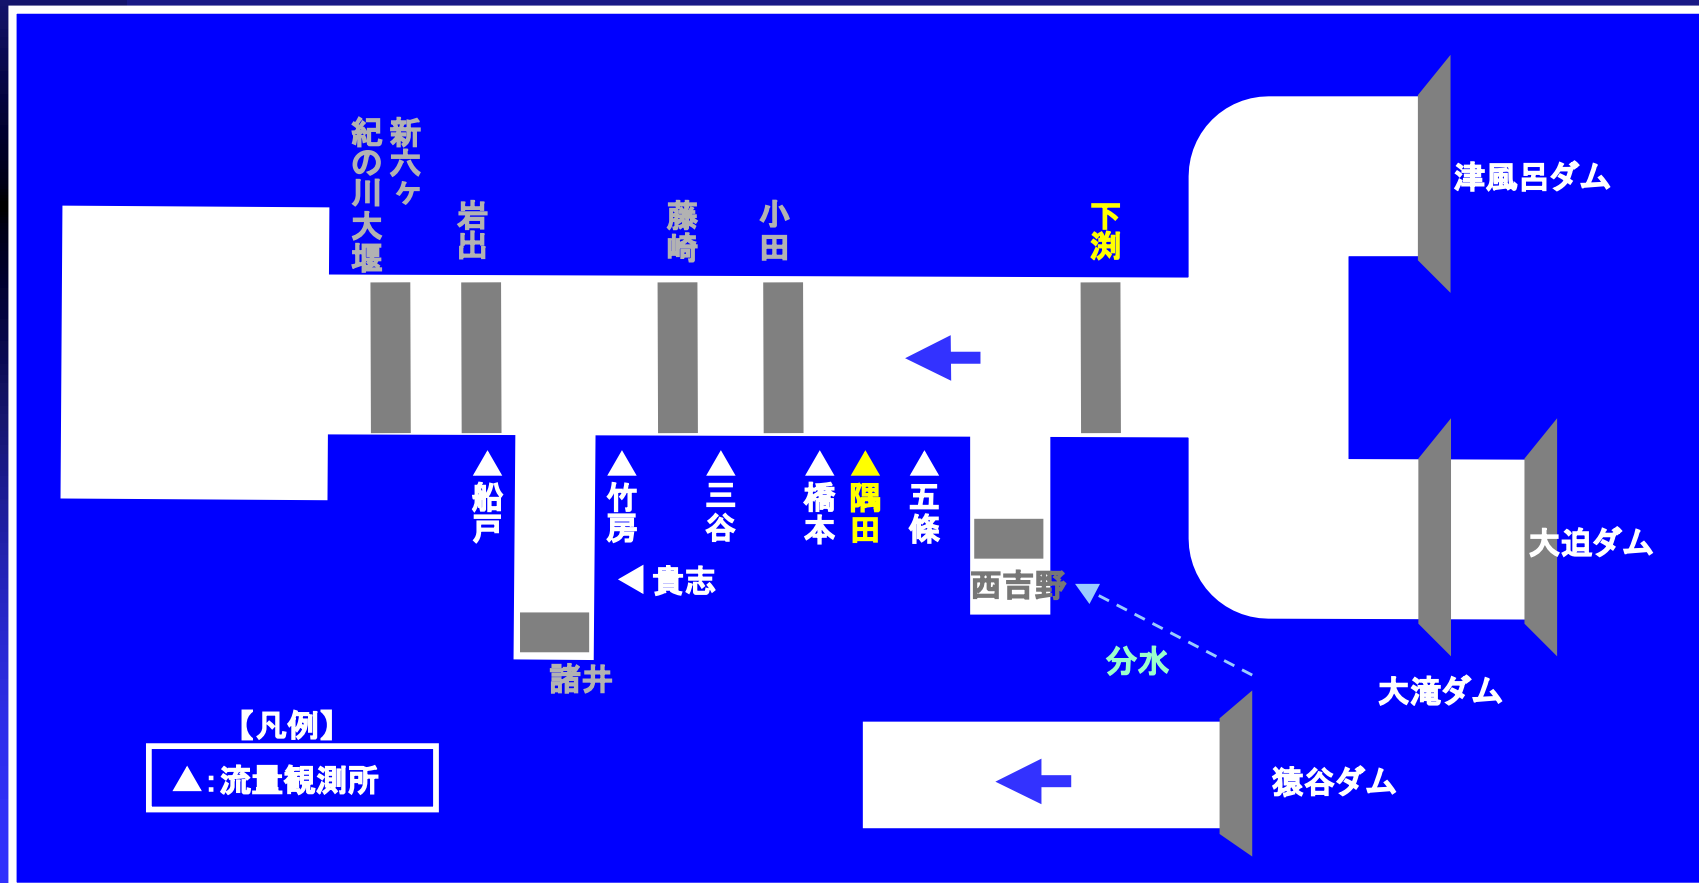 新六ヶ
紀の川大堰
岩出
藤崎
小田
下渕
津風呂ダム
船戸
竹房
三谷
橋本
隅田
五條
貴志
西吉野
大迫ダム
諸井
分水
大滝ダム
猿谷ダム
【凡例】
▲:流量観測所